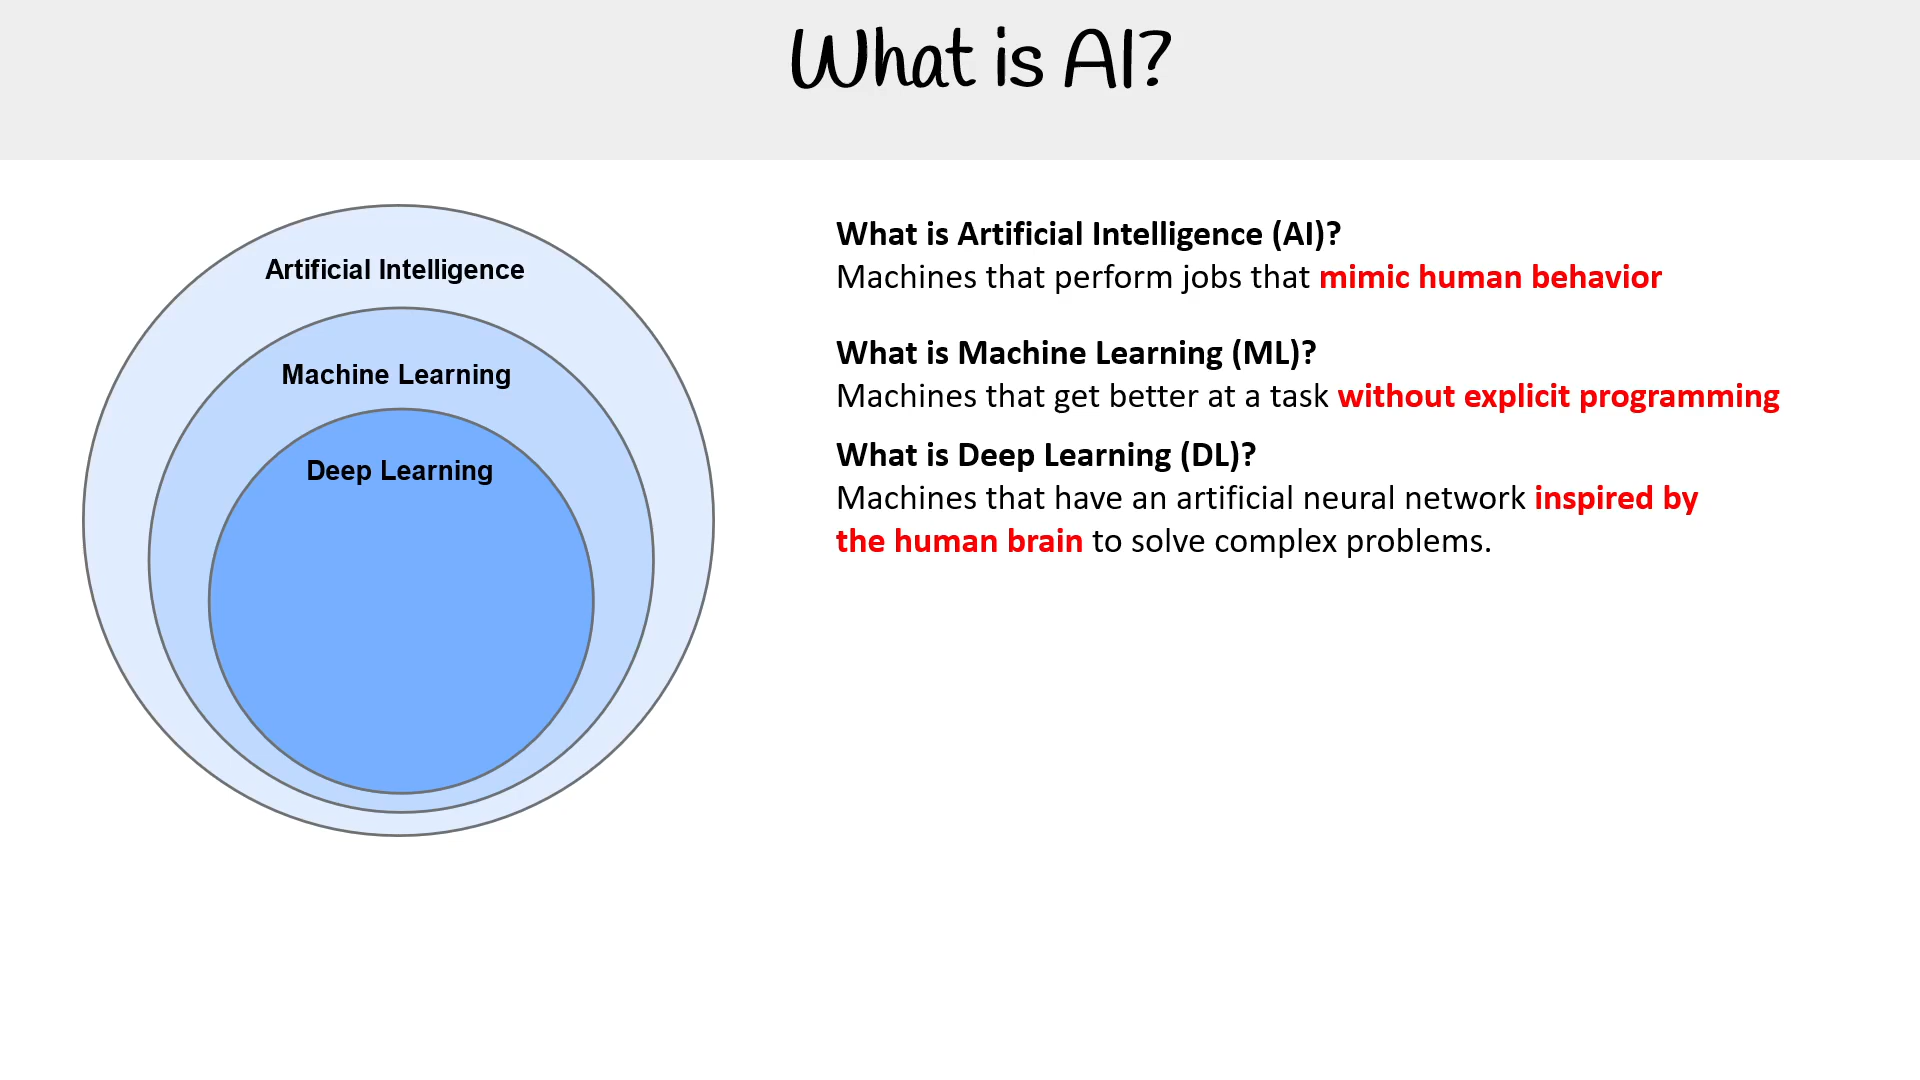 What is AI?
Artificial Intelligence
Machine Learning
Deep Learning
What is Artificial Intelligence (AI)?
Machines that perform jobs that mimic human behavior
What is Machine Learning (ML)?
Machines that get better at a task without explicit programming
What is Deep Learning (DL)?
Machines that have an artificial neural network inspired by
the human brain to solve complex problems.